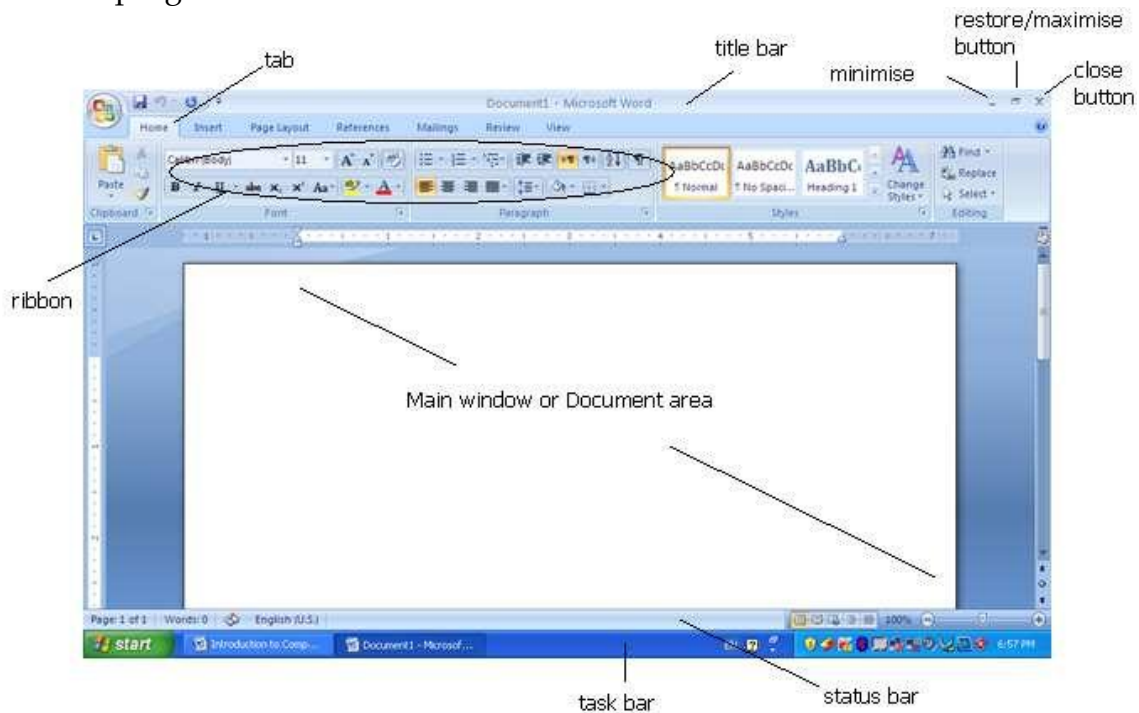 restore/maximise
button
tab
title bar
minimise
close
button
Document1 - Microsoft Word
Home Insert Page Layout References Mailings Review View
Calibri (Body) 11
Paste
AaBbCcDc AaBbCcDc AaBbC
¶ Normal ¶ No Spaci... Heading 1
Change
Styles
Find
Replace
Select
Clipboard Font Paragraph Styles Editing
ribbon
Main window or Document area
Page: 1 of 1 Words: 0 English (U.S.) 100%
start Introduction to Comp... Document1 - Microsof... 6:57 PM
task bar
status bar